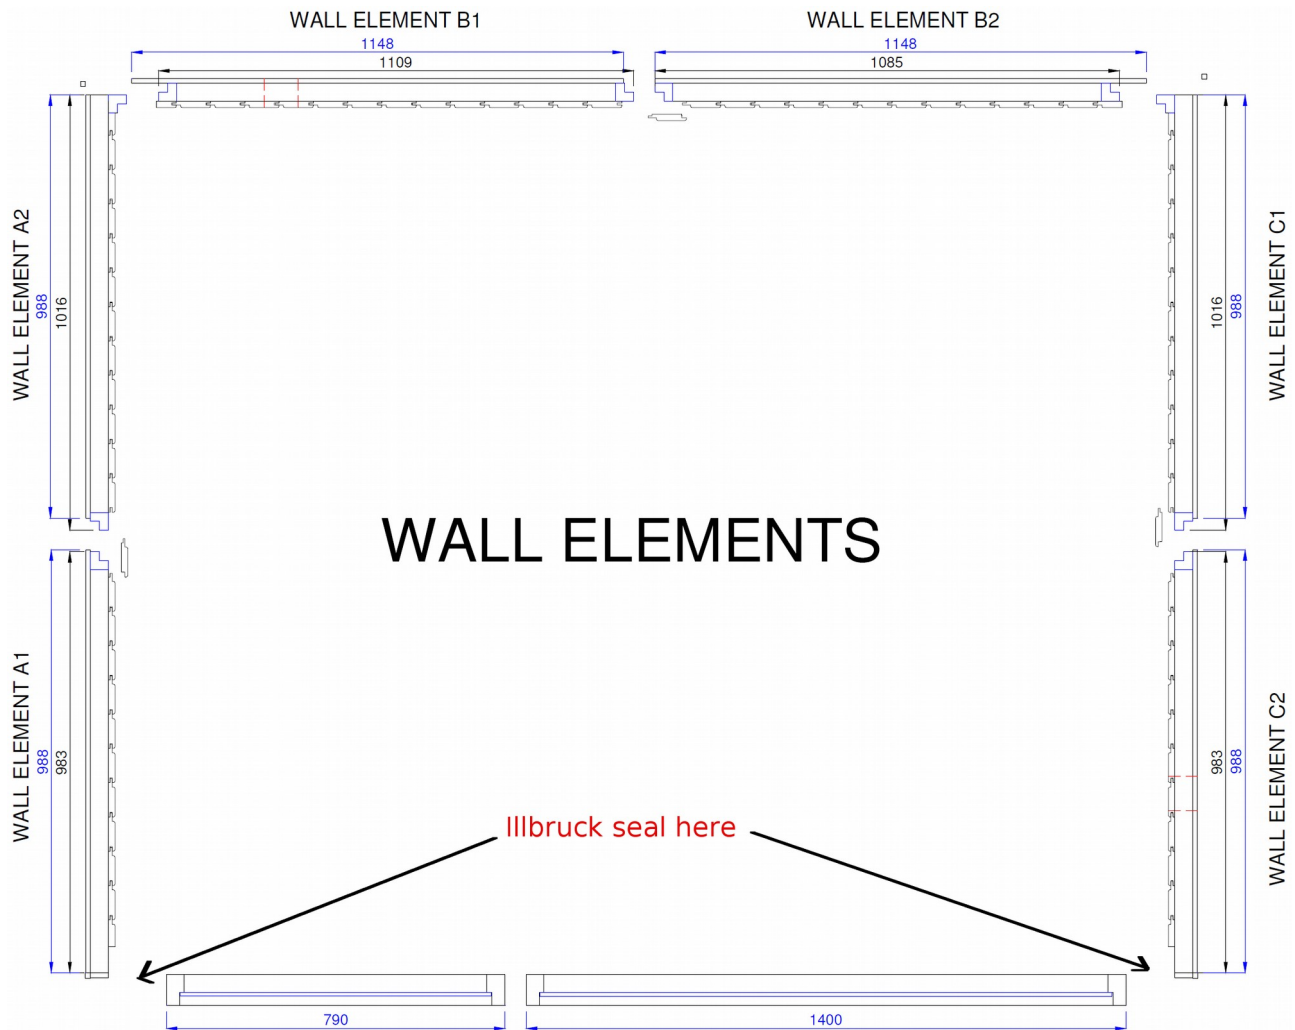 WALL ELEMENT B1
WALL ELEMENT B2
1148
1148
1109
1085
WALL ELEMENT A2
988
1016
1016
988
WALL ELEMENT C1
WALL ELEMENTS
WALL ELEMENT A1
988
983
983
988
WALL ELEMENT C2
Illbruck seal here
790
1400